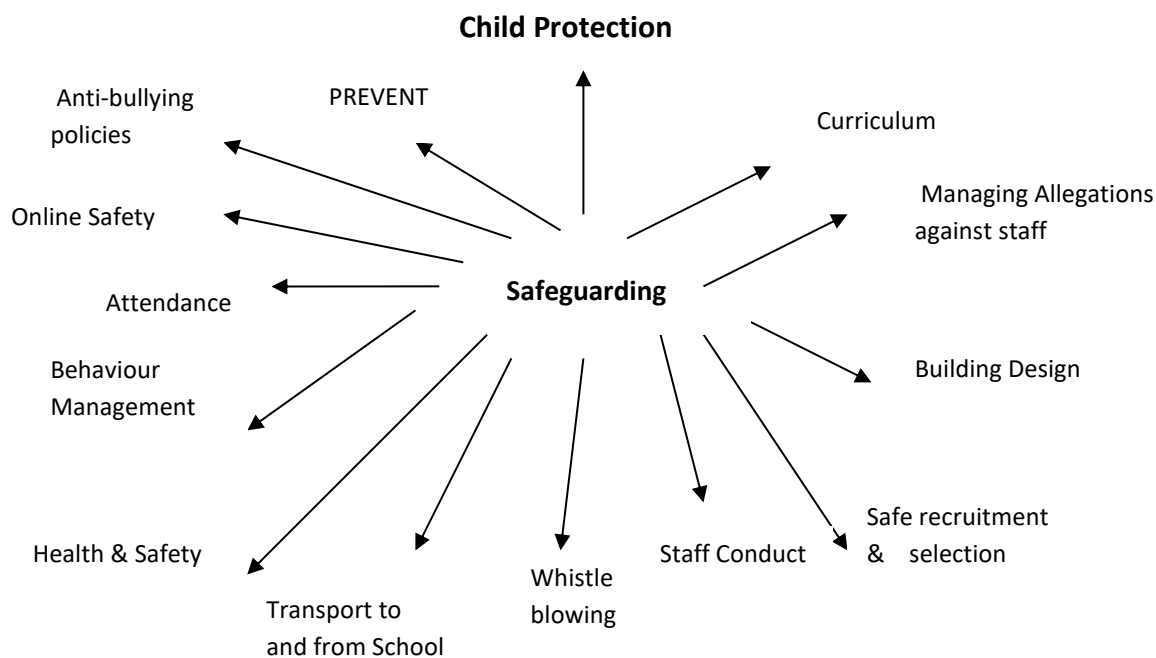 Child Protection
Anti-bullying
policies
PREVENT
Curriculum
Managing Allegations
against staff
Online Safety
Safeguarding
Attendance
Building Design
Behaviour
Management
Safe recruitment
& selection
Health & Safety
Staff Conduct
Whistle
blowing
Transport to
and from School